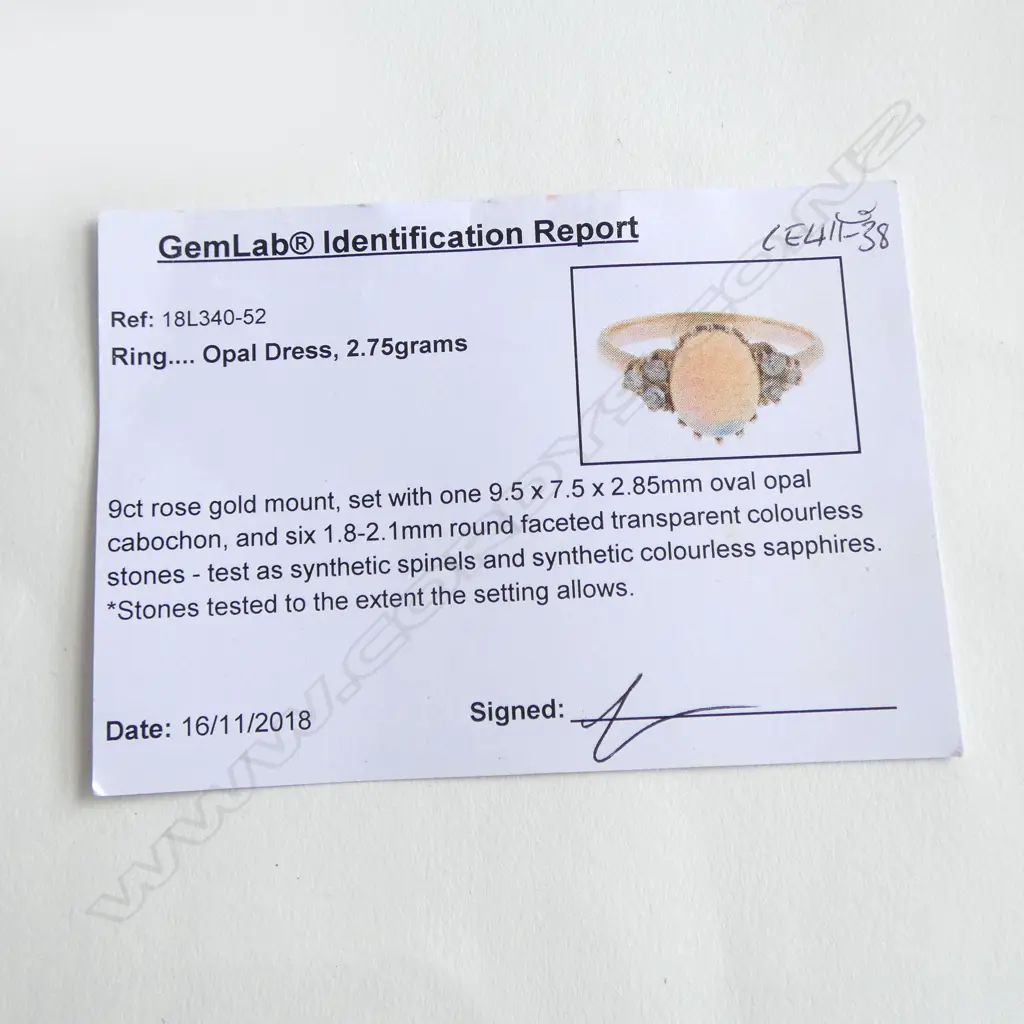 GemLab® Identification Report
Ref: 18L340-52
Ring.... Opal Dress, 2.75grams
9ct rose gold mount, set with one 9.5 x 7.5 x 2.85mm oval opal
cabochon, and six 1.8-2.1mm round faceted transparent colourless
stones - test as synthetic spinels and synthetic colourless sapphires.
*Stones tested to the extent the setting allows.
Date: 16/11/2018
Signed: